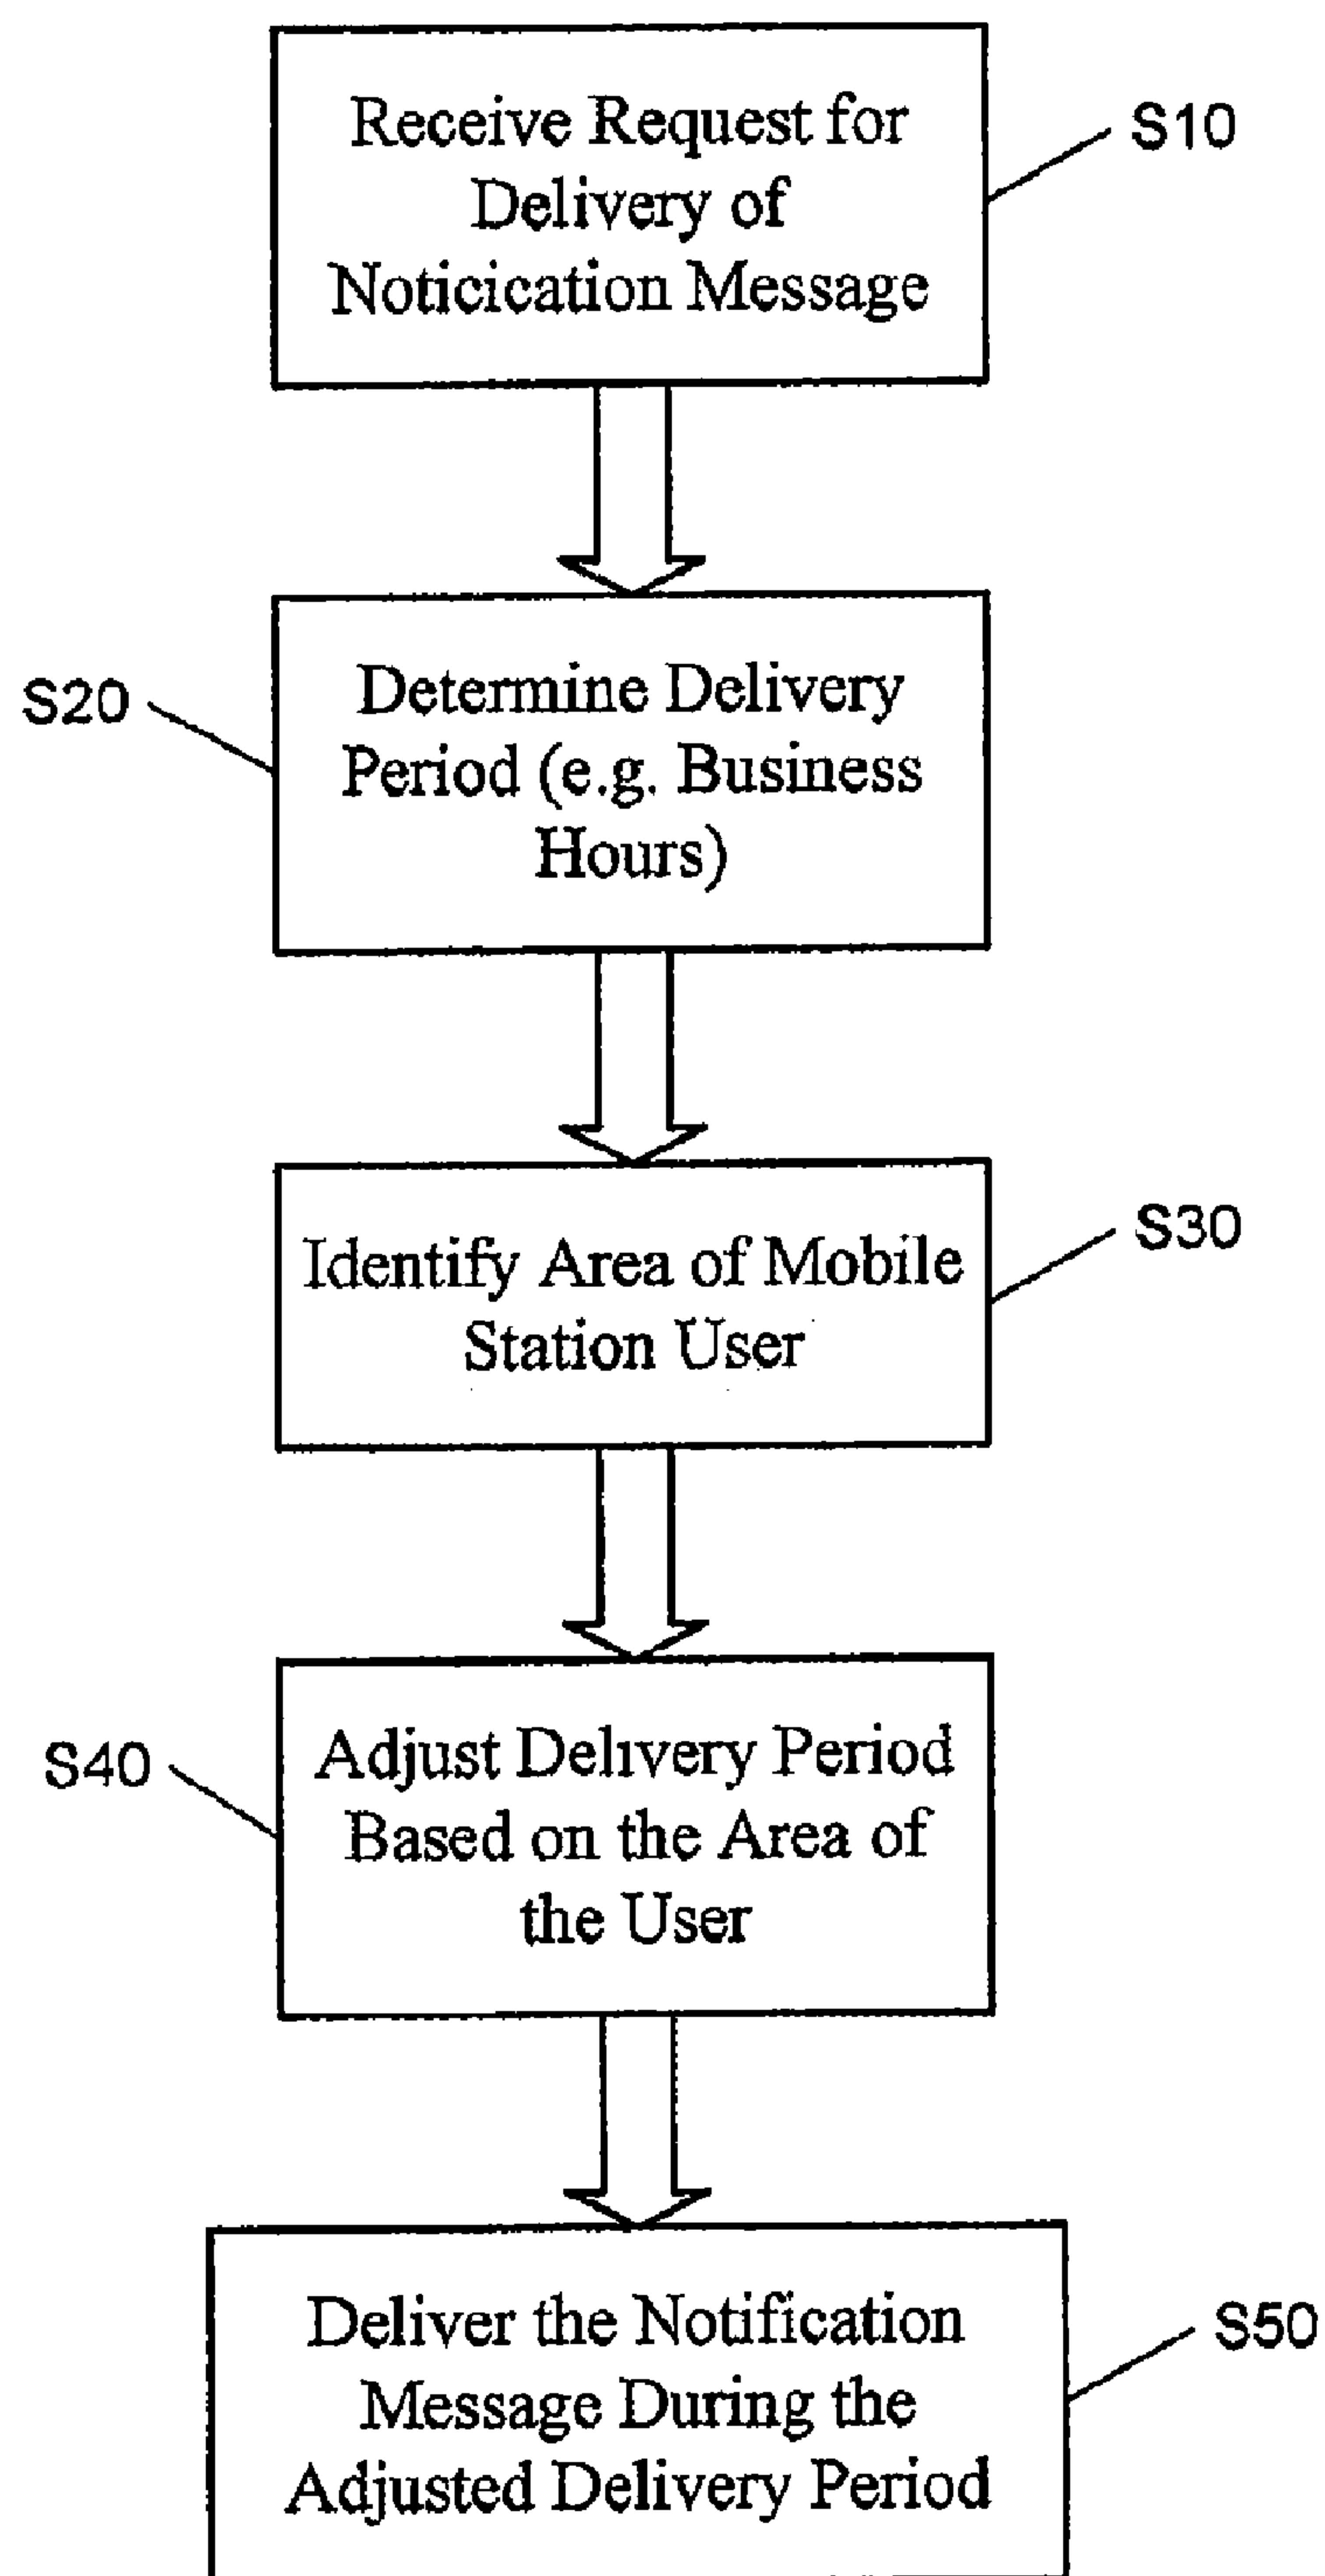 Receive Request for
Delivery of
Noticication Message
S10
S20
Determine Delivery
Period (e.g. Business
Hours)
Identify Area of Mobile
Station User
S30
S40
Adjust Delivery Period
Based on the Area of
the User
Deliver the Notification
Message During the
Adjusted Delivery Period
S50